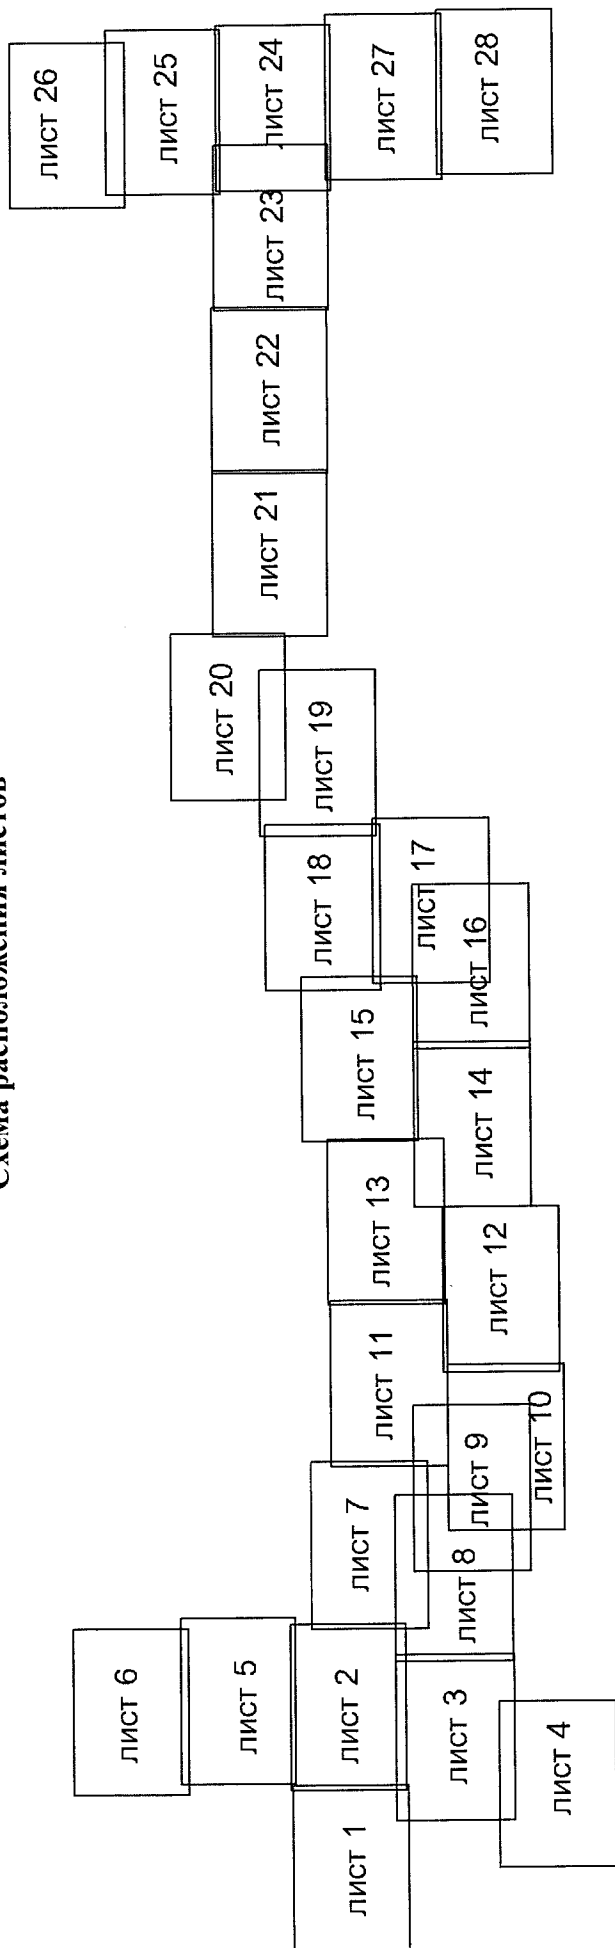 Схема расположения листов
лист 1
лист 2
лист 3
лист 4
лист 5
лист 6
лист 7
лист 8
лист 9
лист 10
лист 11
лист 12
лист 13
лист 14
лист 15
лист 16
лист 17
лист 18
лист 19
лист 20
лист 21
лист 22
лист 23
лист 24
лист 25
лист 26
лист 27
лист 28